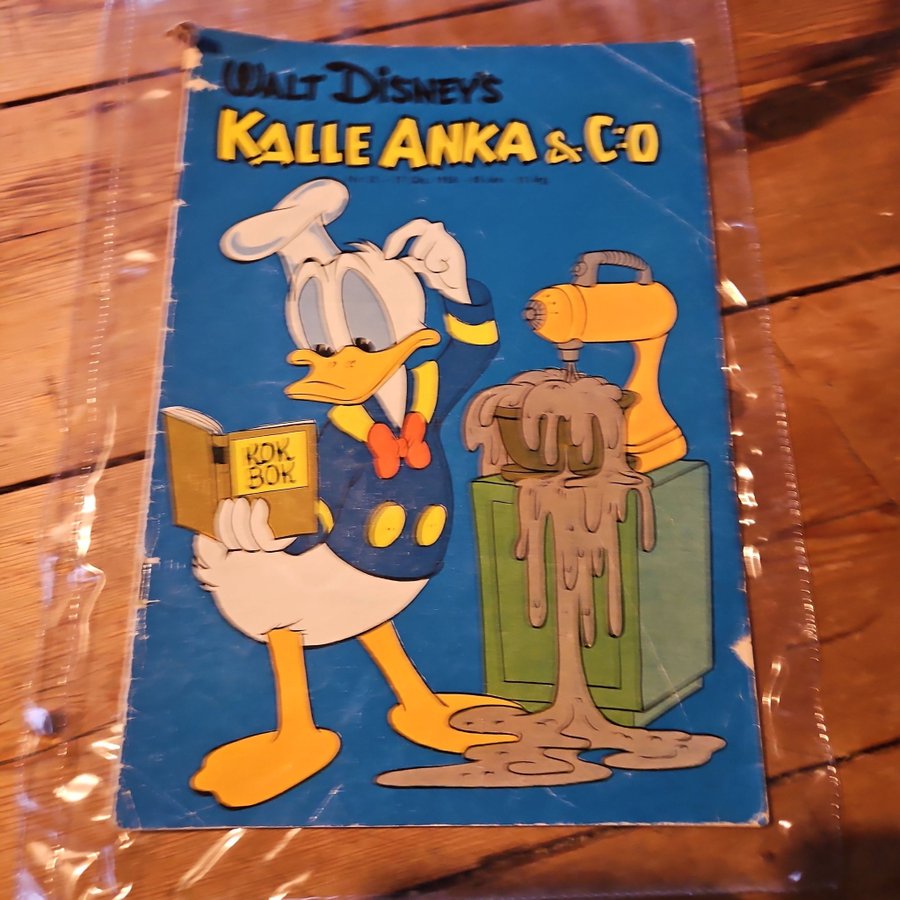 WALT DISNEY'S
KALLE ANKA & C:O
KOK
BOK